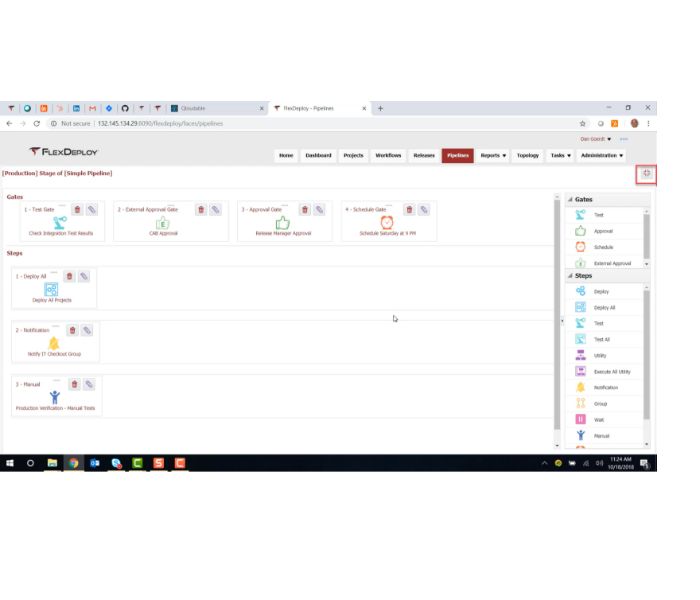 Cloudable
FlexDeploy - Pipelines
Not secure | 132.145.134.29:8090/flexdeploy/faces/pipelines
Dan Goerdt
FLEXDEPLOY
Home Dashboard Projects Workflows Releases Pipelines Reports Topology Tasks Administration
[Production] Stage of [Simple Pipeline]
Gates
1 - Test Gate
Check Integration Test Results
2 - External Approval Gate
CAB Approval
3 - Approval Gate
Release Manager Approval
4 - Schedule Gate
Schedule Saturday at 9 PM
Steps
1 - Deploy All
Deploy All Projects
2 - Notification
Notify IT Checkout Group
3 - Manual
Production Verification - Manual Tests
Gates
Test
Approval
Schedule
External Approval
Steps
Deploy
Deploy All
Test
Test All
Utility
Execute All Utility
Notification
Group
Wait
Manual
11:24 AM
10/18/2018